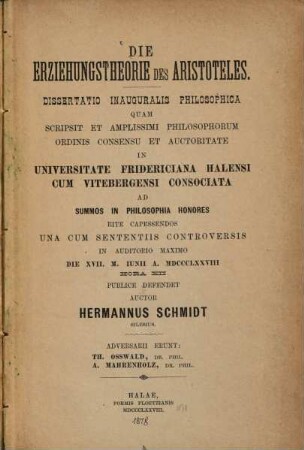 DIE
ERZIEHUNGSTHEORIE DES ARISTOTELES.
DISSERTATIO INAUGURALIS PHILOSOPHICA
QUAM
SCRIPSIT ET AMPLISSIMI PHILOSOPHORUM
ORDINIS CONSENSU ET AUCTORITATE
IN
UNIVERSITATE FRIDERICIANA HALENSI
CUM VITEBERGENSI CONSOCIATA
AD
SUMMOS IN PHILOSOPHIA HONORES
RITE CAPESSENDOS
UNA CUM SENTENTIIS CONTROVERSIS
IN AUDITORIO MAXIMO
DIE XVII. M. IUNII A. MDCCCLXXVIII
HORA XII
PUBLICE DEFENDET
AUCTOR
HERMANNUS SCHMIDT
SILESIUS.
ADVERSARII ERUNT:
TH. OSSWALD, DR. PHIL.
A. MAHRENHOLZ, DR. PHIL.
HALAE,
FORMIS PLOETZIANIS
MDCCCLXXVIII.
1878